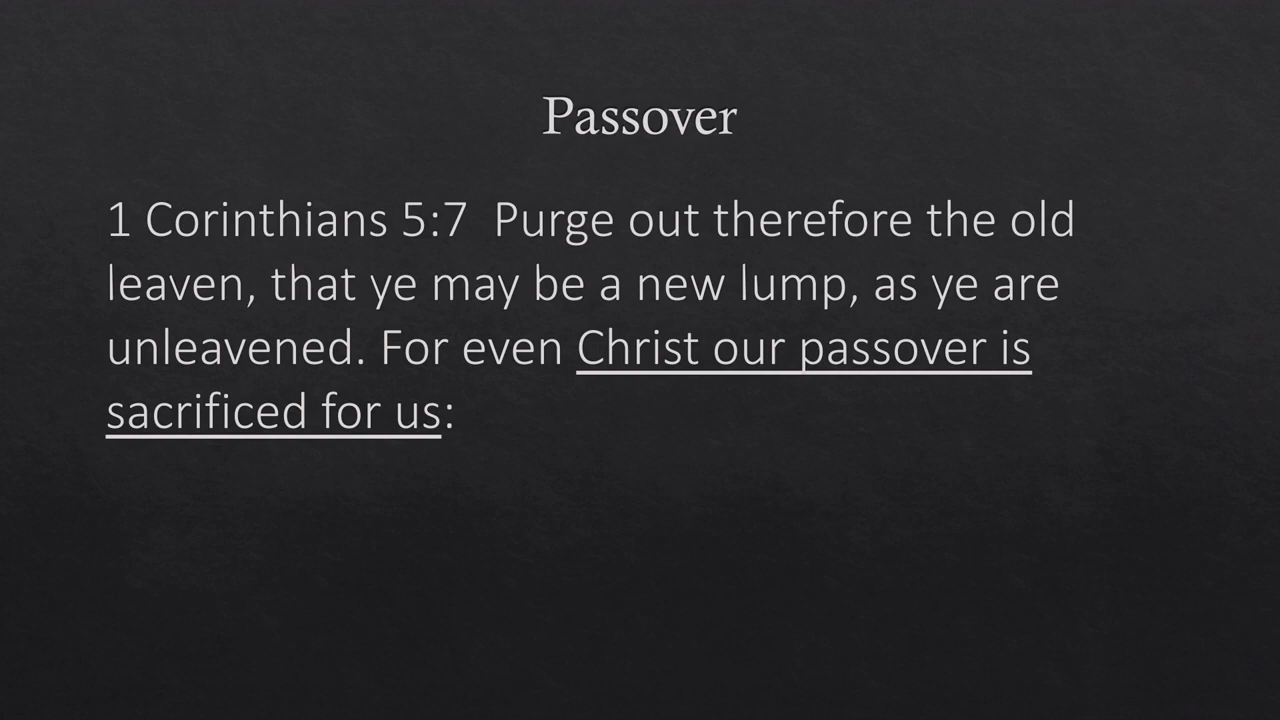 Passover
1 Corinthians 5:7  Purge out therefore the old
leaven, that ye may be a new lump, as ye are
unleavened. For even Christ our passover is
sacrificed for us: